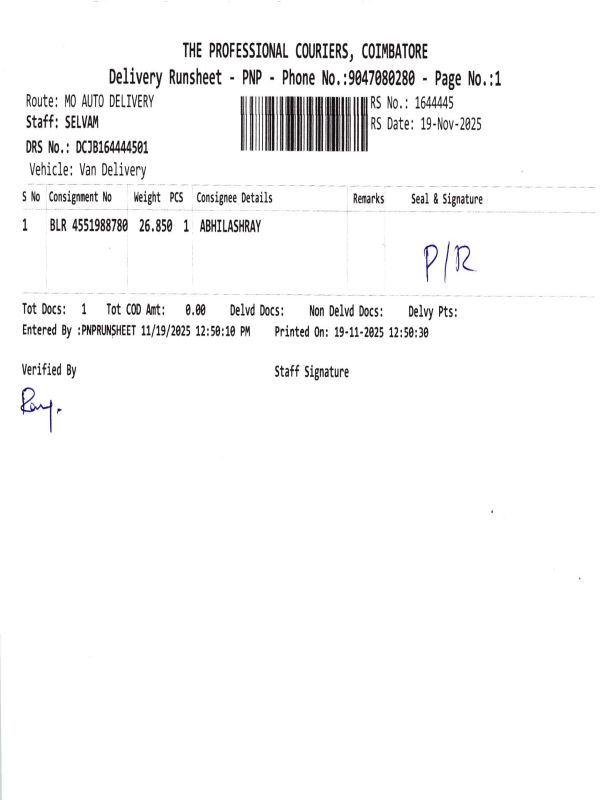 THE PROFESSIONAL COURIERS, COIMBATORE
Delivery Runsheet - PNP - Phone No.:9047080280 - Page No.:1
Route: MO AUTO DELIVERY
RS No.: 1644445
Staff: SELVAM
RS Date: 19-Nov-2025
DRS No.: DCJB164444501
Vehicle: Van Delivery
S No Consignment No Weight PCS Consignee Details Remarks Seal & Signature
1 BLR 4551988780 26.850 1 ABHILASHRAY
P/R
Tot Docs: 1 Tot COD Amt: 0.00 Delvd Docs: Non Delvd Docs: Delvy Pts:
Entered By :PNPRUNSHEET 11/19/2025 12:50:10 PM Printed On: 19-11-2025 12:50:30
Verified By Staff Signature